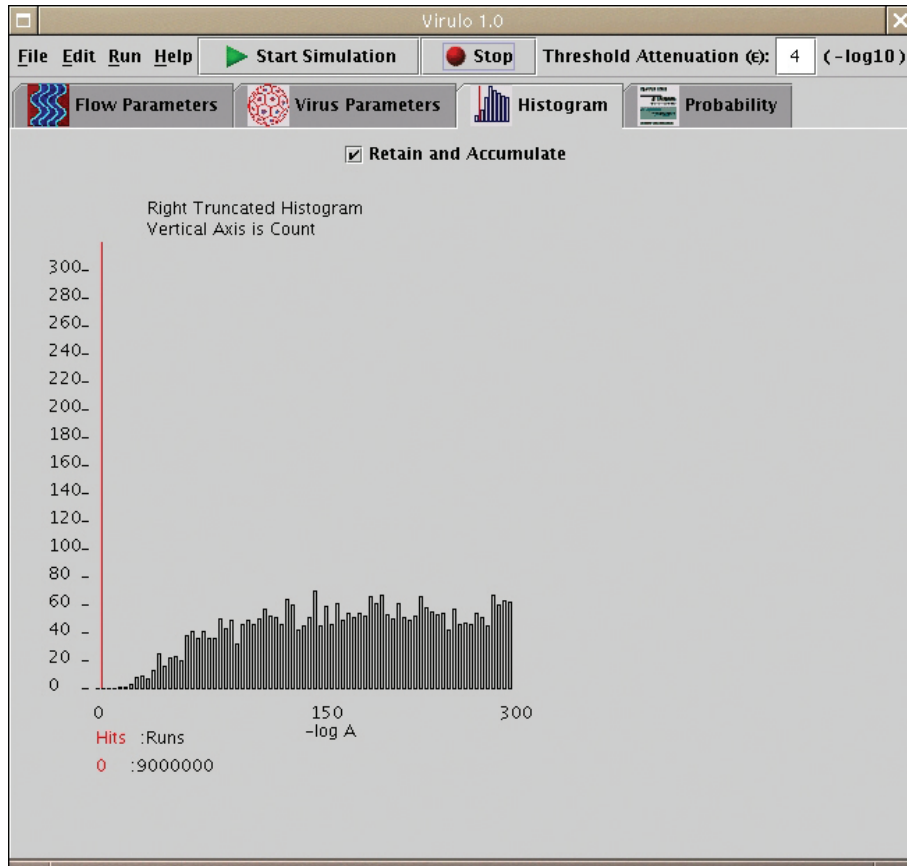 Virulo 1.0
File Edit Run Help Start Simulation Stop Threshold Attenuation (ϵ): 4 (-log10)
Flow Parameters Virus Parameters Histogram Probability
Retain and Accumulate
Right Truncated Histogram
Vertical Axis is Count
300
280
260
240
220
200
180
160
140
120
100
80
60
40
20
0
0 150 300
-log A
Hits :Runs
0 :9000000